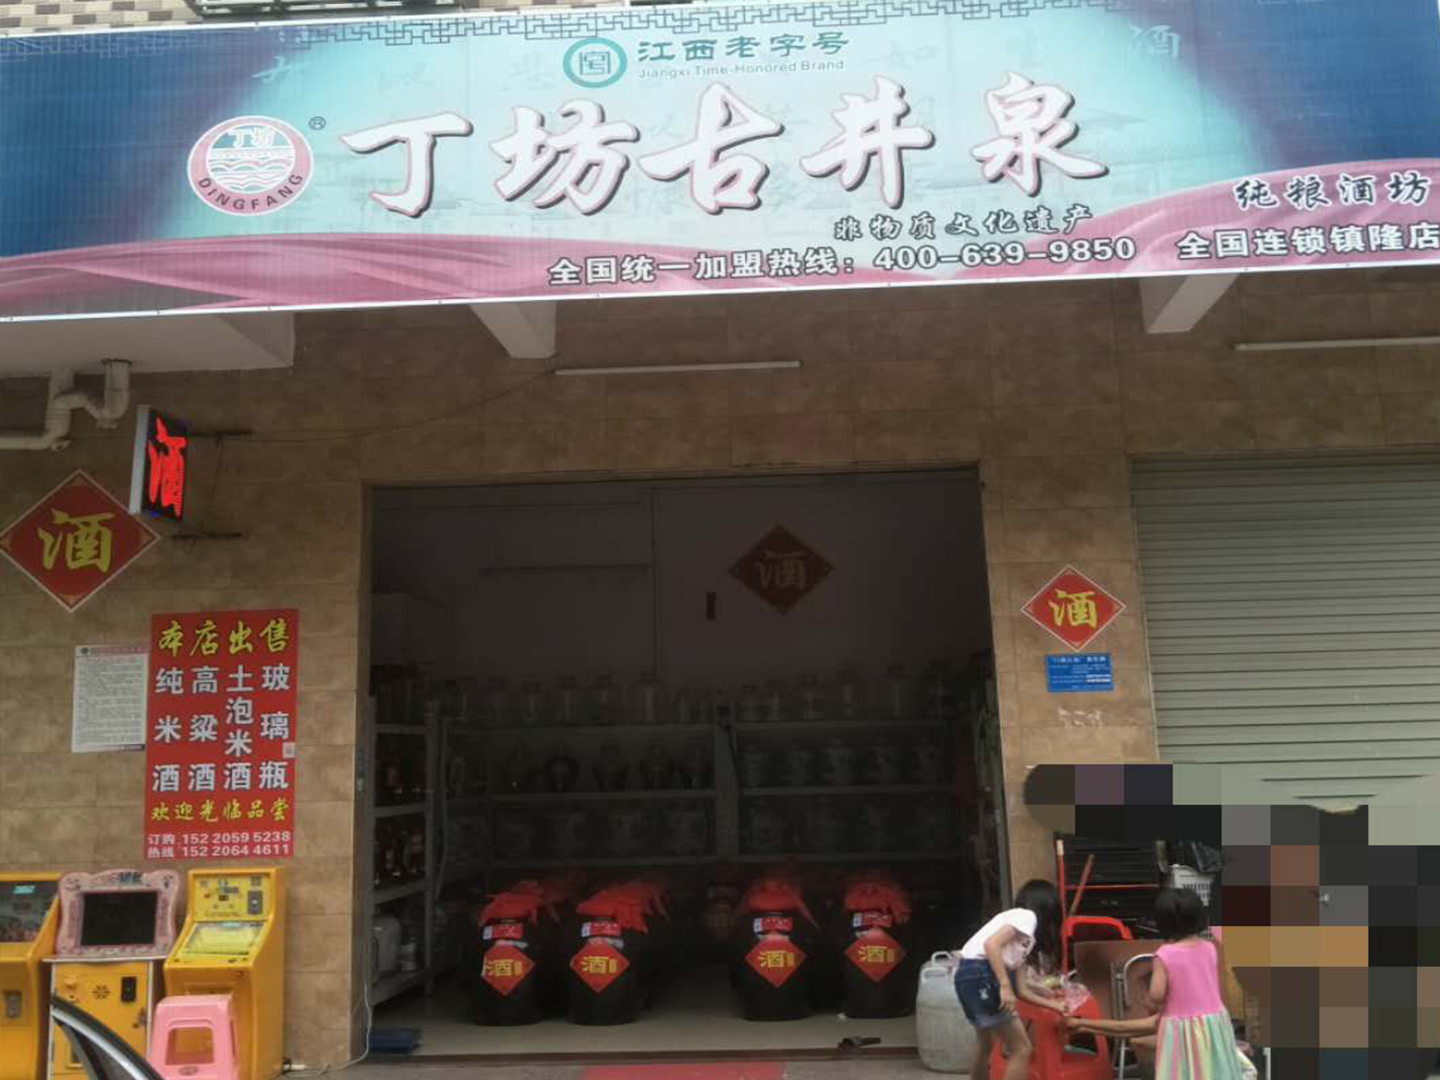 江西老字号
Jiangxi Time-Honored Brand
丁坊
DINGFANG
®
丁坊古井泉
非物质文化遗产
纯粮酒坊
全国统一加盟热线：400-639-9850
全国连锁镇隆店
酒
酒
酒
酒
本店出售
纯米酒
高粱酒
土泡米酒
玻璃瓶
欢迎光临品尝
订购 152 2059 5238
热线 152 2064 4611
酒
酒
酒
酒